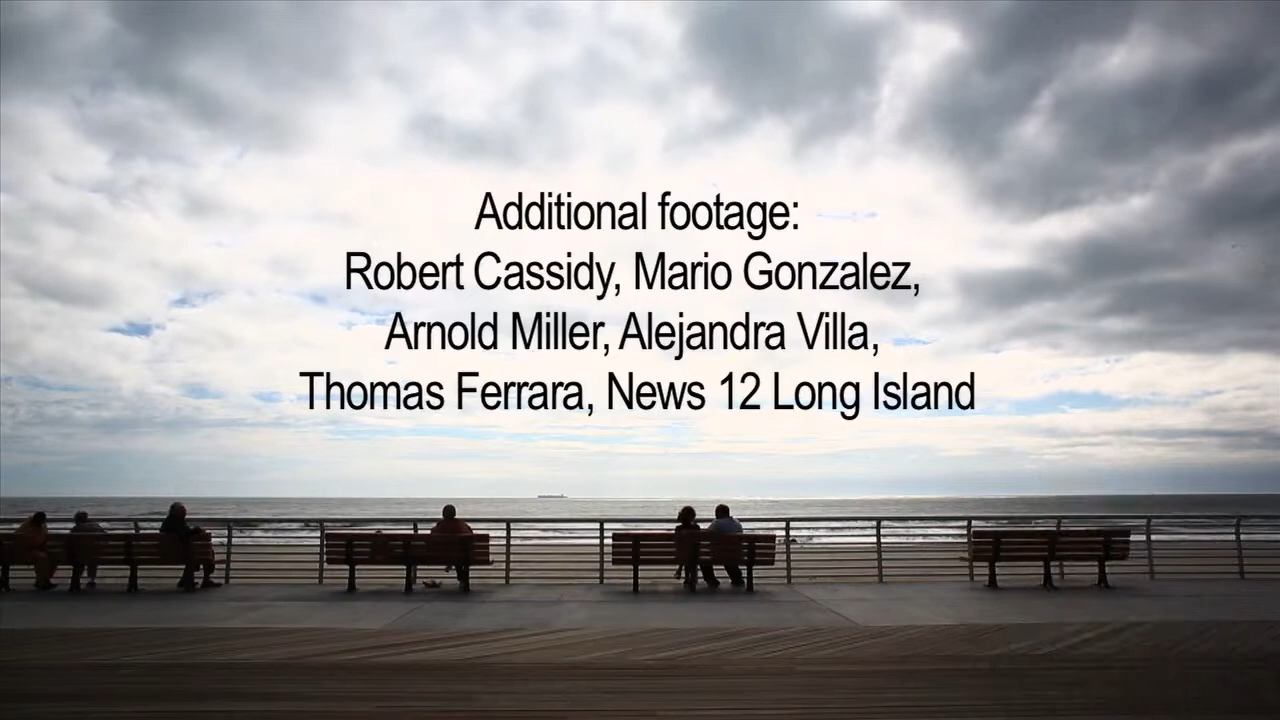 Additional footage:
Robert Cassidy, Mario Gonzalez,
Arnold Miller, Alejandra Villa,
Thomas Ferrara, News 12 Long Island